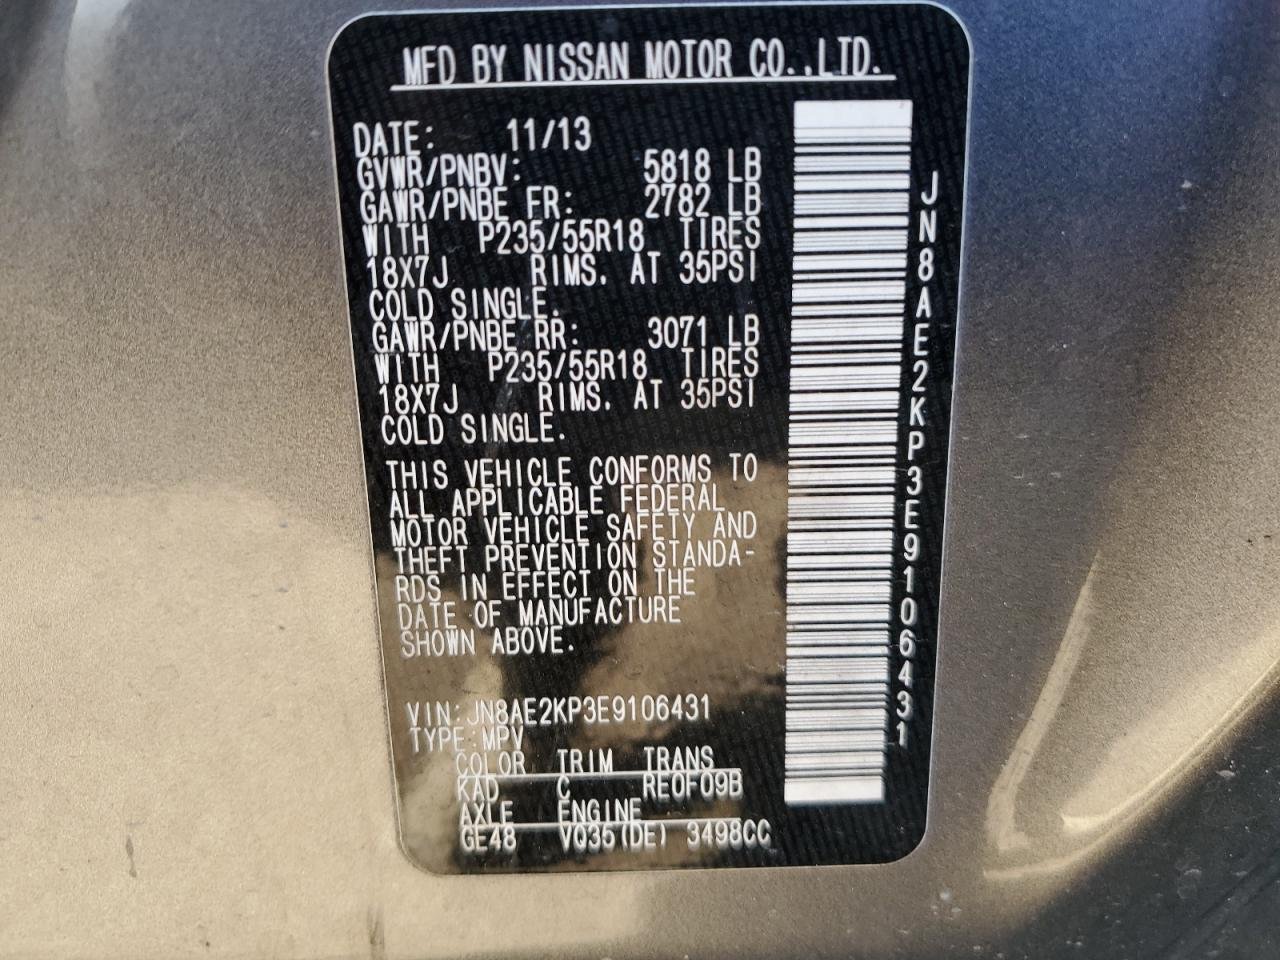 MFD BY NISSAN MOTOR CO.,LTD.
DATE: 11/13
GVWR/PNBV: 5818 LB
GAWR/PNBE FR: 2782 LB
WITH P235/55R18 TIRES
18X7J RIMS. AT 35PSI
COLD SINGLE.
GAWR/PNBE RR: 3071 LB
WITH P235/55R18 TIRES
18X7J RIMS. AT 35PSI
COLD SINGLE.
THIS VEHICLE CONFORMS TO
ALL APPLICABLE FEDERAL
MOTOR VEHICLE SAFETY AND
THEFT PREVENTION STANDA-
RDS IN EFFECT ON THE
DATE OF MANUFACTURE
SHOWN ABOVE.
VIN:JN8AE2KP3E9106431
TYPE:MPV
COLOR TRIM TRANS
KAD C RE0F09B
AXLE ENGINE
GE48 VQ35(DE) 3498CC
JN8AE2KP3E9106431